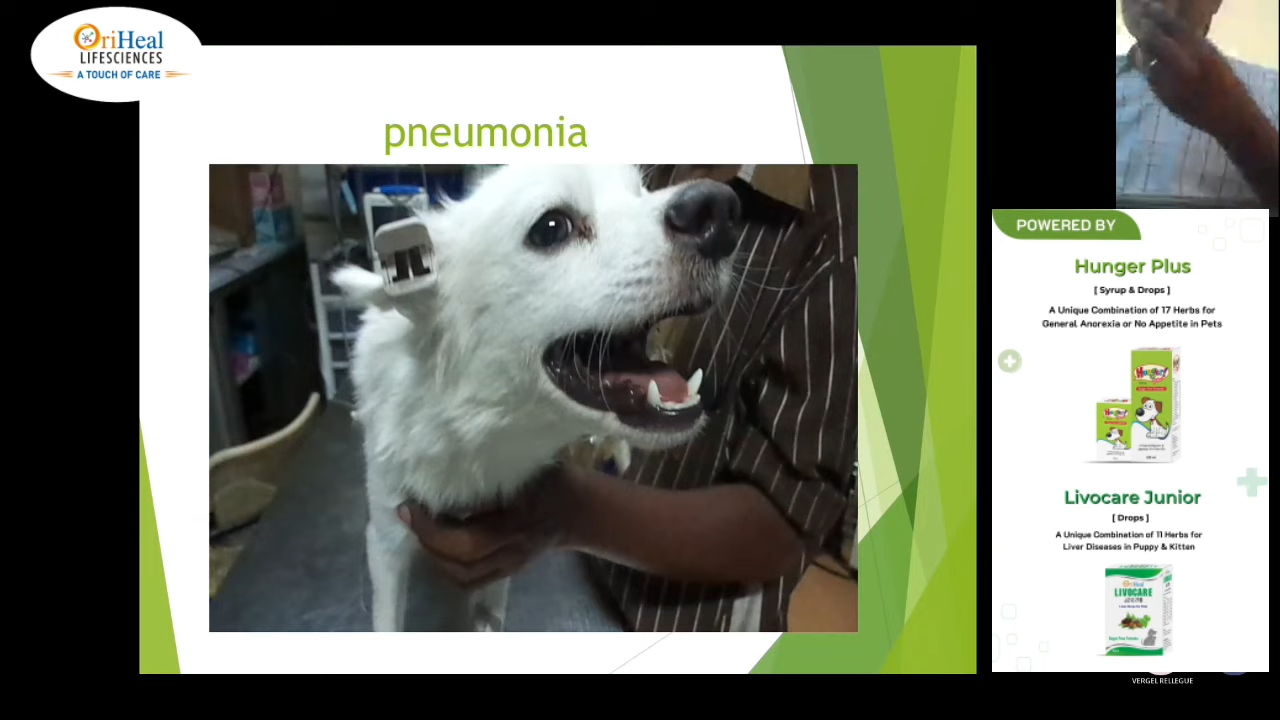 OriHeal
LIFESCIENCES
A TOUCH OF CARE
pneumonia
POWERED BY
Hunger Plus
[ Syrup & Drops ]
A Unique Combination of 17 Herbs for
General Anorexia or No Appetite in Pets
Livocare Junior
[ Drops ]
A Unique Combination of 11 Herbs for
Liver Diseases in Puppy & Kitten
OriHeal
LIVOCARE
VERGEL RELLEGUE